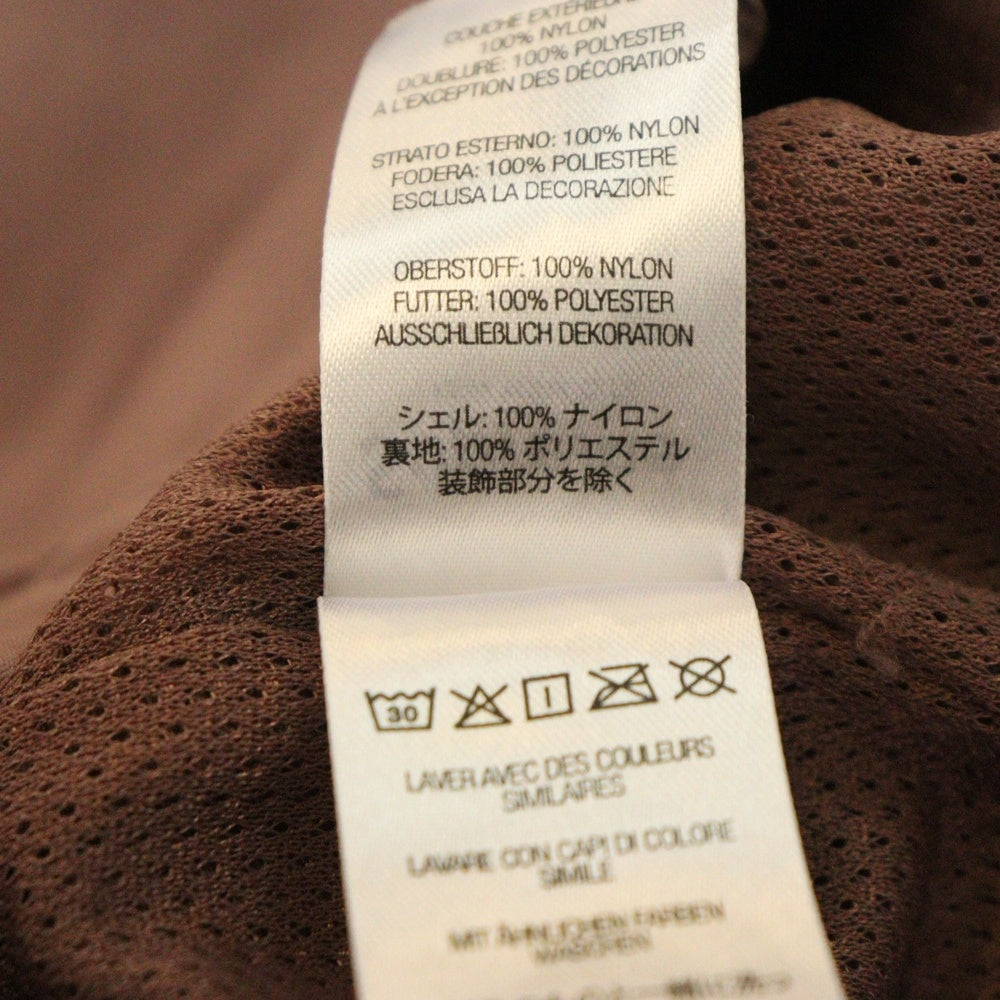 COUCHE EXTÉRIEURE
100% NYLON
DOUBLURE: 100% POLYESTER
A L'EXCEPTION DES DÉCORATIONS
STRATO ESTERNO: 100% NYLON
FODERA: 100% POLIESTERE
ESCLUSA LA DECORAZIONE
OBERSTOFF: 100% NYLON
FUTTER: 100% POLYESTER
AUSSCHLIEßLICH DEKORATION
シェル: 100% ナイロン
裏地: 100% ポリエステル
装飾部分を除く
30
LAVER AVEC DES COULEURS
SIMILAIRES
LAVARE CON CAPI DI COLORE
SIMILE
MIT ÄHNLICHEN FARBEN
WASCHEN